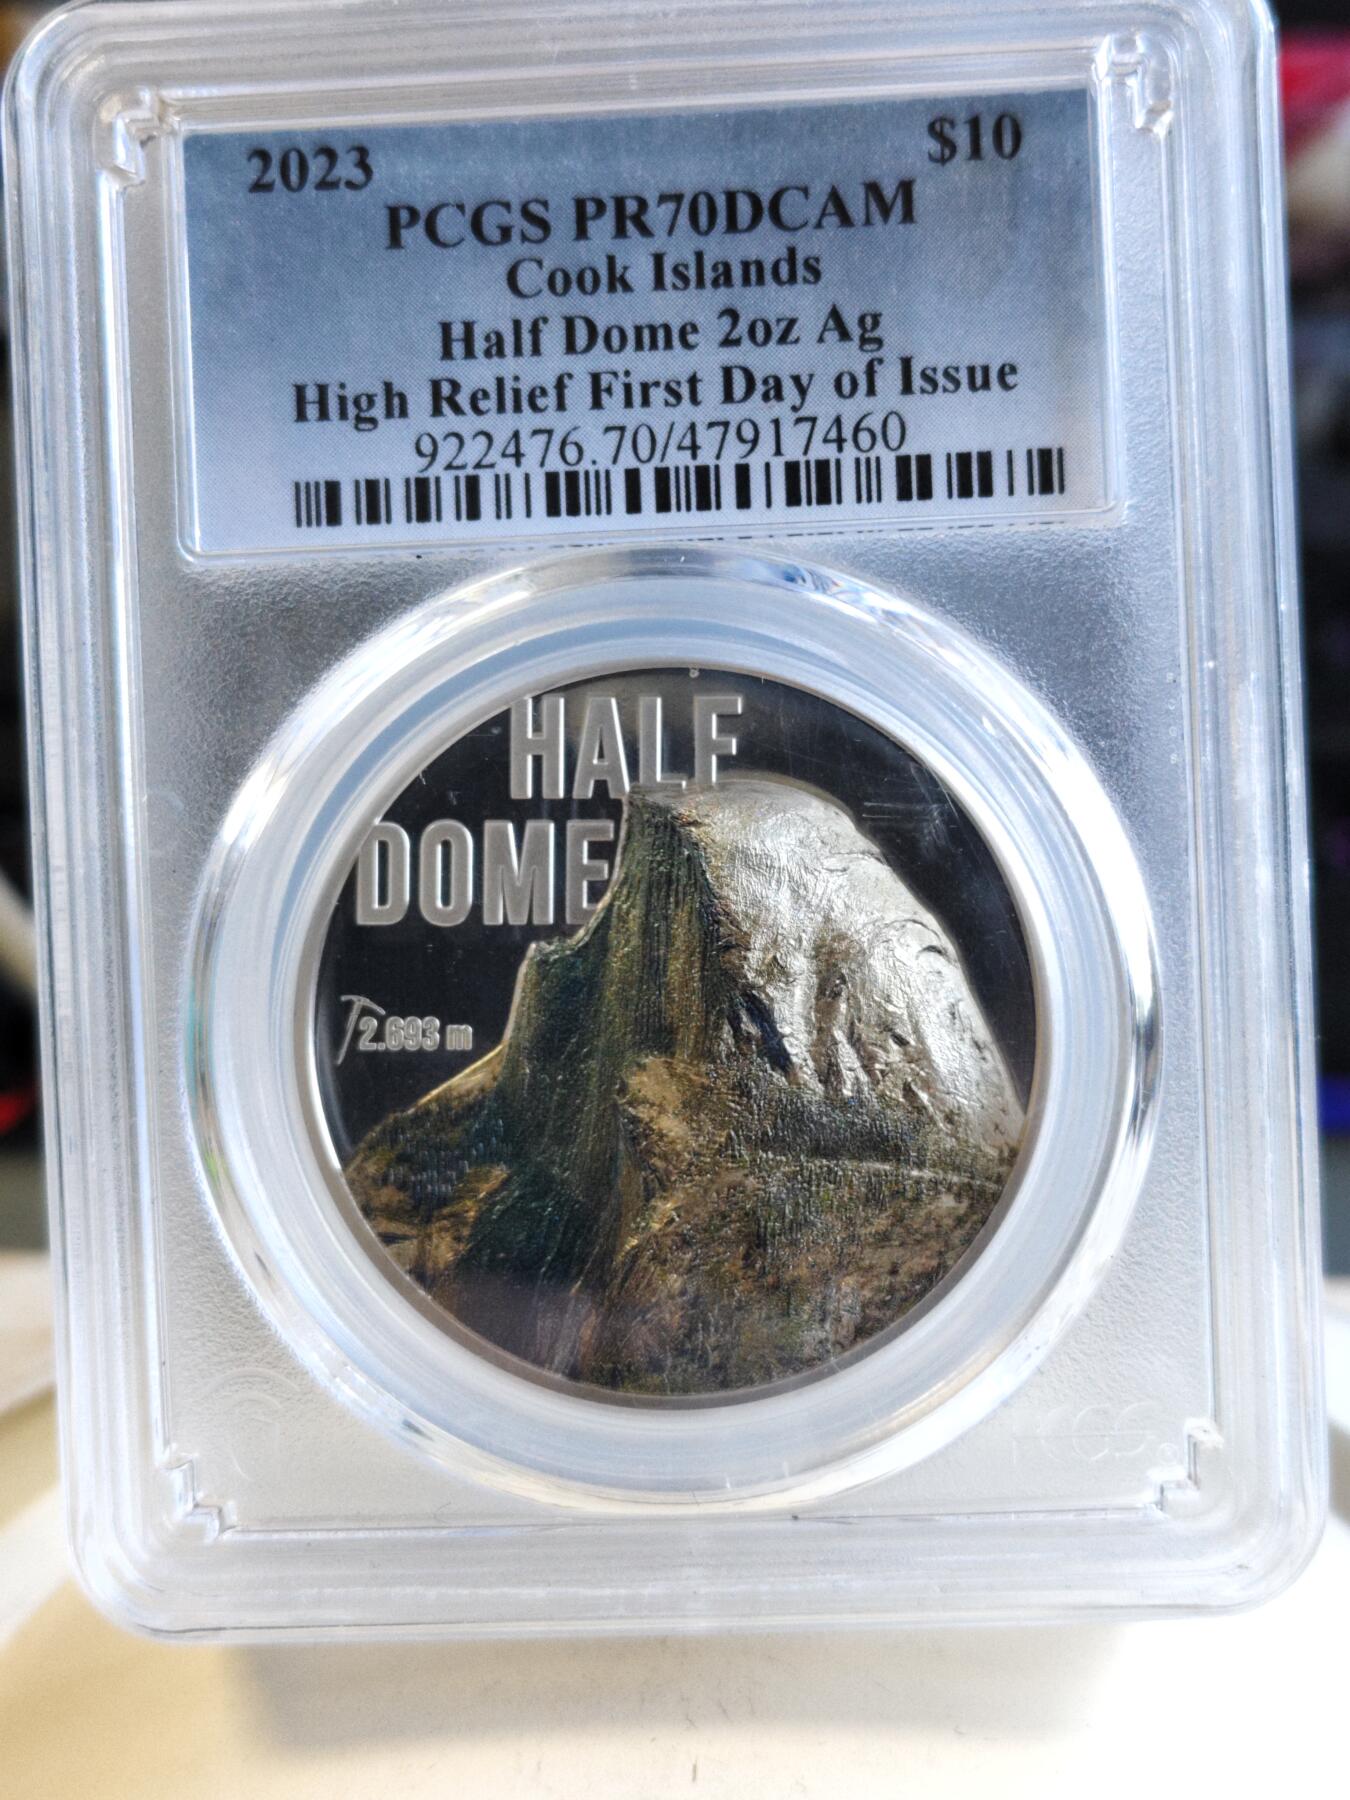 2023 $10
PCGS PR70DCAM
Cook Islands
Half Dome 2oz Ag
High Relief First Day of Issue
922476.70/47917460
HALF
DOME
2.693 m
PCGS